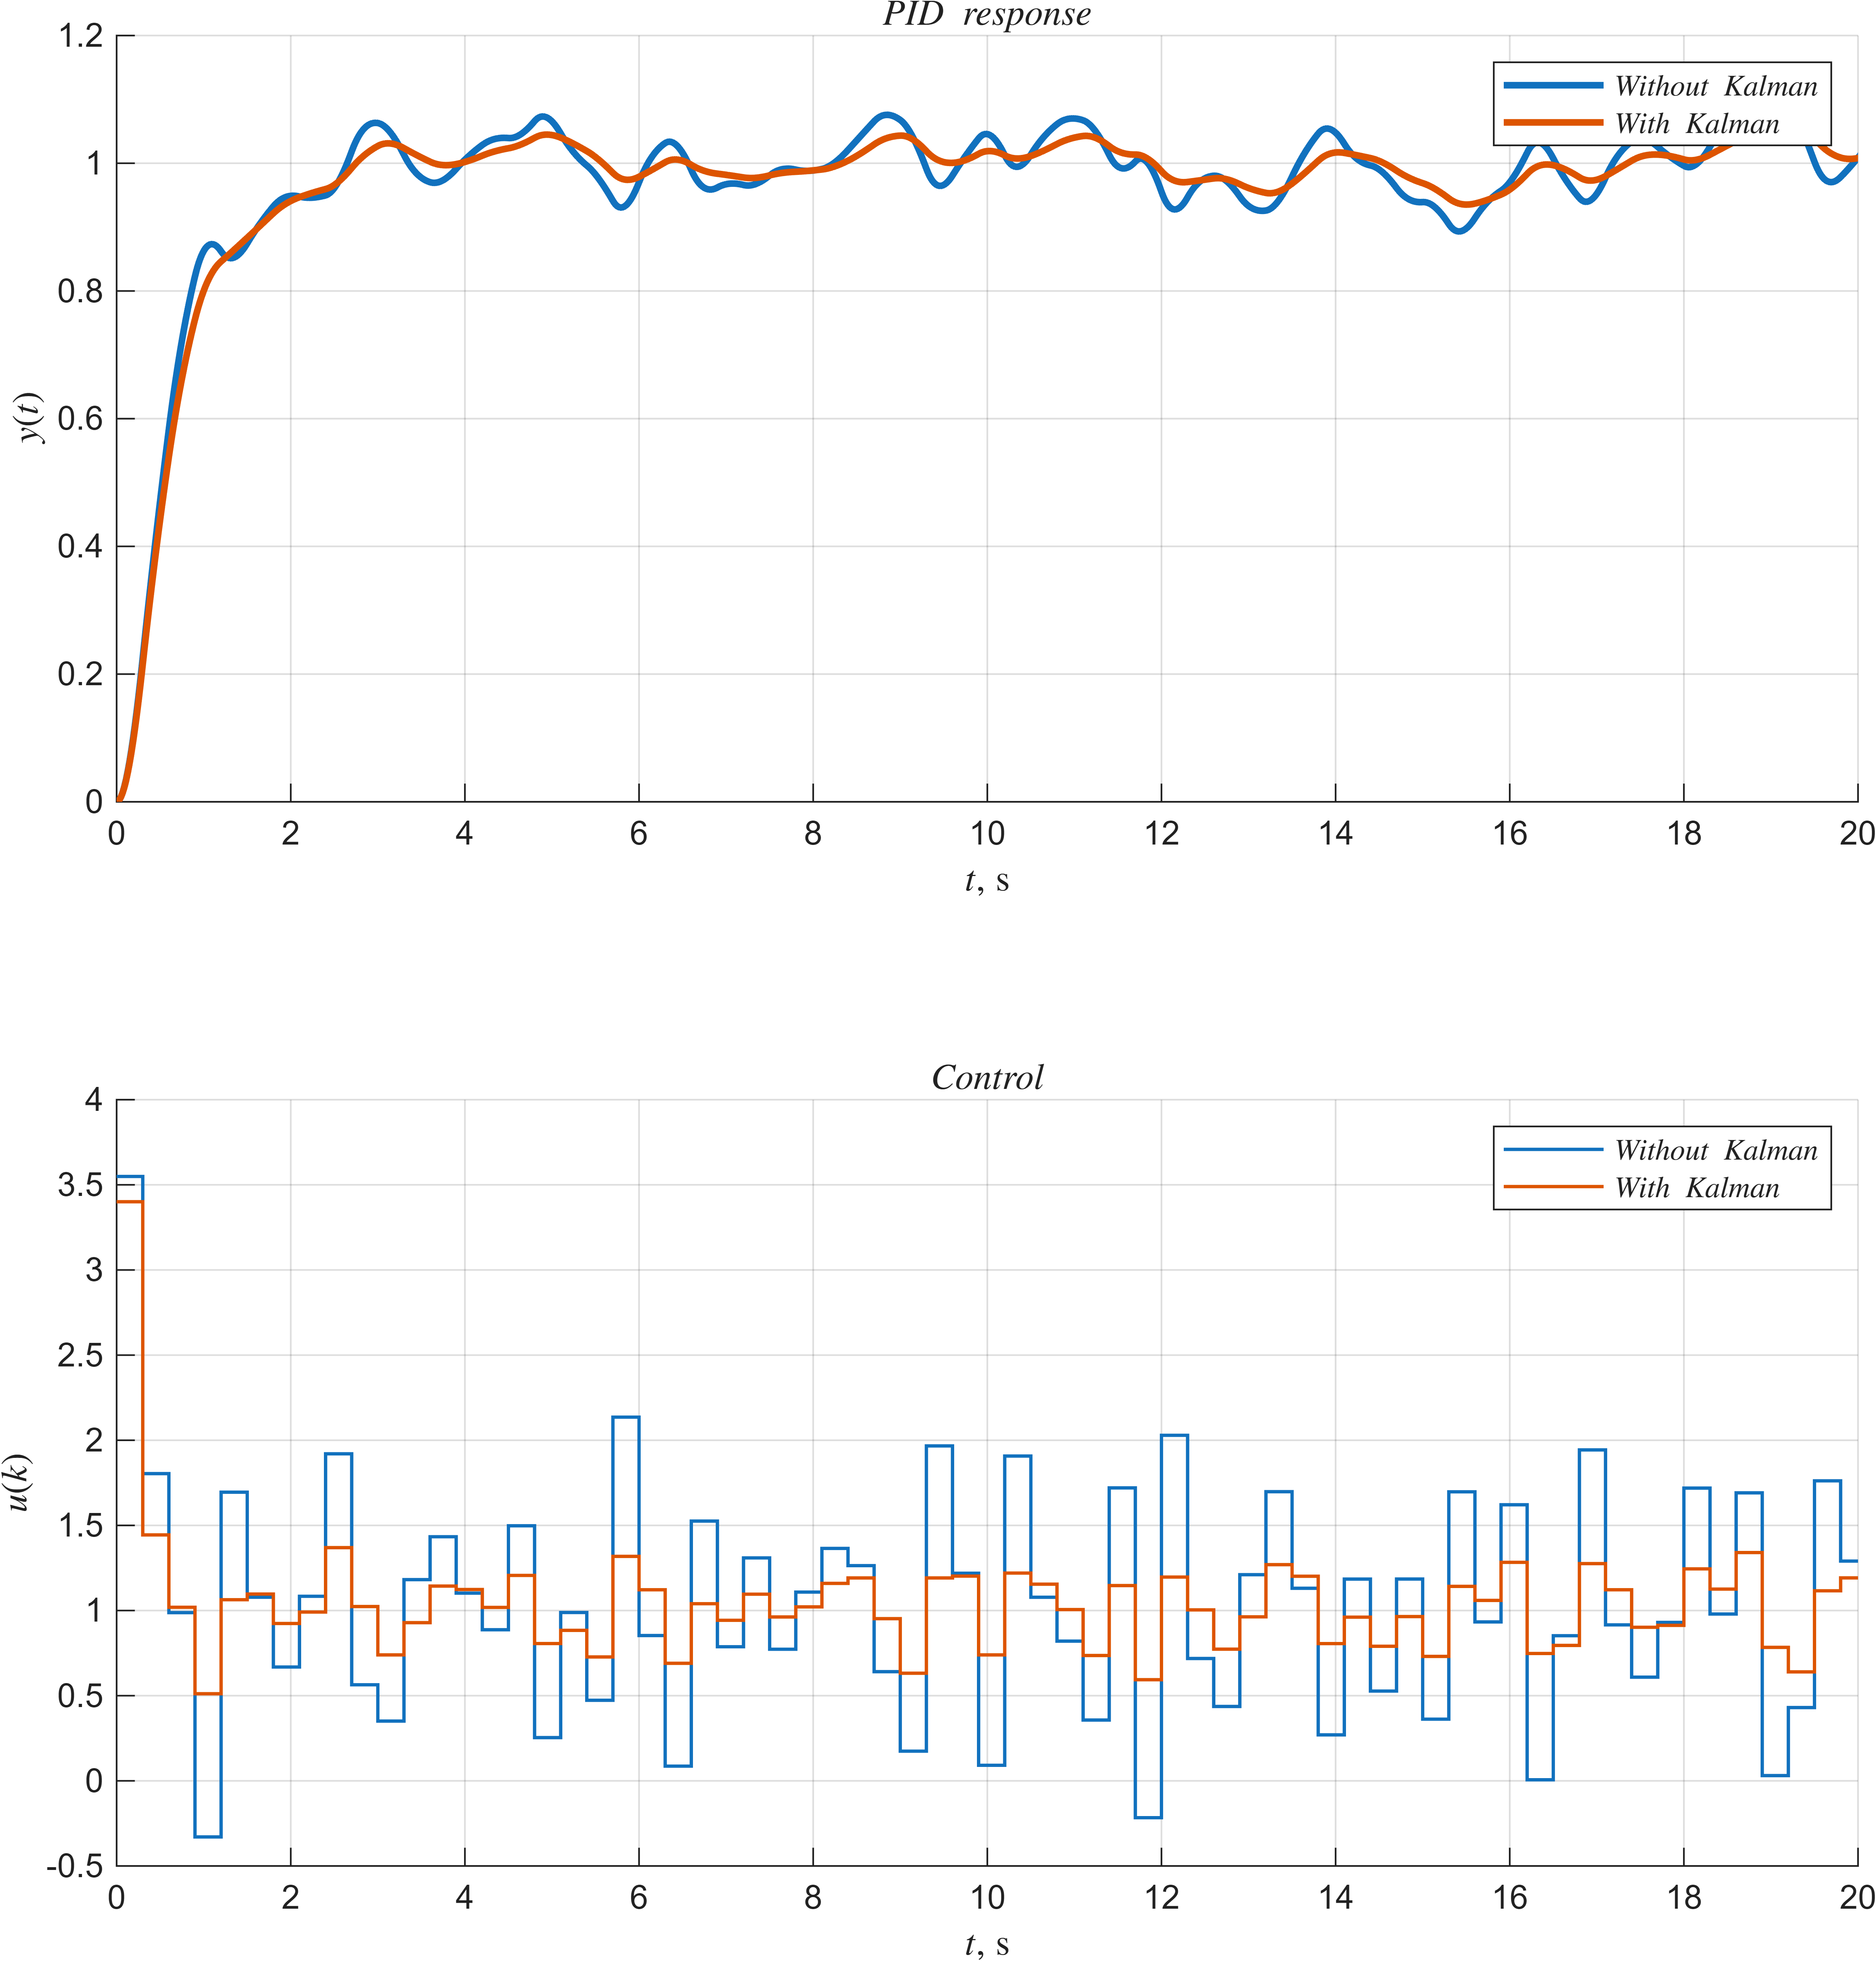 PID response
1.2
1
0.8
0.6
0.4
0.2
0
y(t)
Without Kalman
With Kalman
0 2 4 6 8 10 12 14 16 18 20
t, s
Control
4
3.5
3
2.5
2
1.5
1
0.5
0
-0.5
u(k)
Without Kalman
With Kalman
0 2 4 6 8 10 12 14 16 18 20
t, s